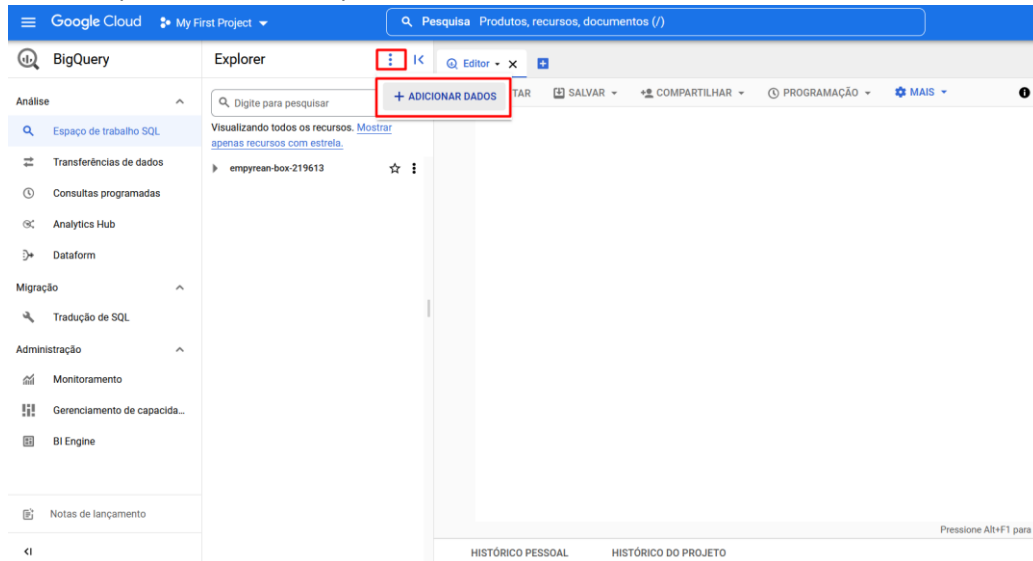 Google Cloud My First Project Pesquisa Produtos, recursos, documentos (/)
BigQuery
Análise
Espaço de trabalho SQL
Transferências de dados
Consultas programadas
Analytics Hub
Dataform
Migração
Tradução de SQL
Administração
Monitoramento
Gerenciamento de capacida...
BI Engine
Notas de lançamento
Explorer
+ ADICIONAR DADOS
Digite para pesquisar
Visualizando todos os recursos. Mostrar
apenas recursos com estrela.
empyrean-box-219613
Editor
TAR SALVAR COMPARTILHAR PROGRAMAÇÃO MAIS
Pressione Alt+F1 para
HISTÓRICO PESSOAL HISTÓRICO DO PROJETO